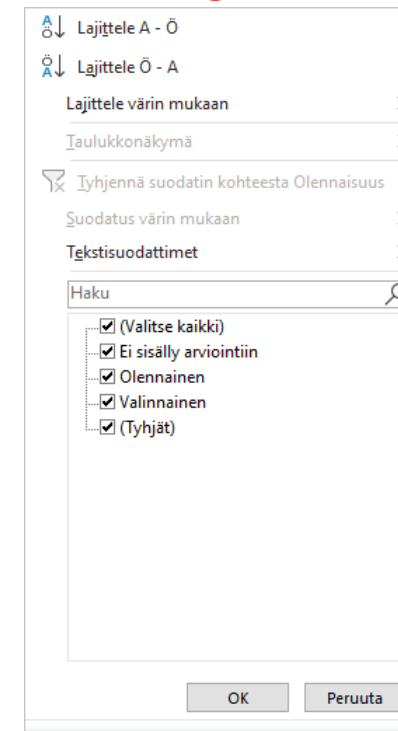 Lajittele A - Ö
Lajittele Ö - A
Lajittele värin mukaan
Taulukkonäkymä
Tyhjennä suodatin kohteesta Olennaisuus
Suodatus värin mukaan
Tekstisuodattimet
Haku
(Valitse kaikki)
Ei sisälly arviointiin
Olennainen
Valinnainen
(Tyhjät)
OK Peruuta